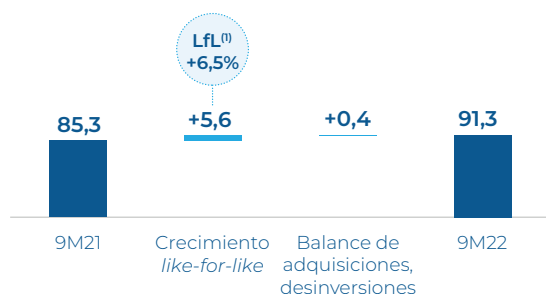 LfL(1)
+6,5%
85,3
+5,6
+0,4
91,3
9M21
Crecimiento
like-for-like
Balance de
adquisiciones,
desinversiones
9M22